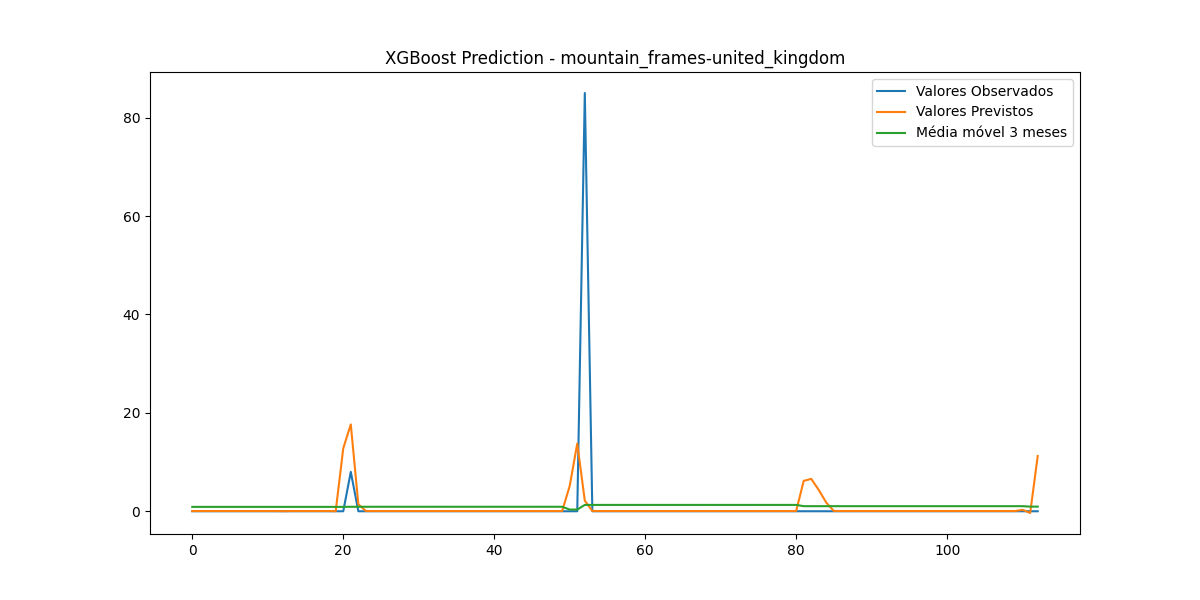 XGBoost Prediction - mountain_frames-united_kingdom
Valores Observados
Valores Previstos
Média móvel 3 meses
80
60
40
20
0
0 20 40 60 80 100